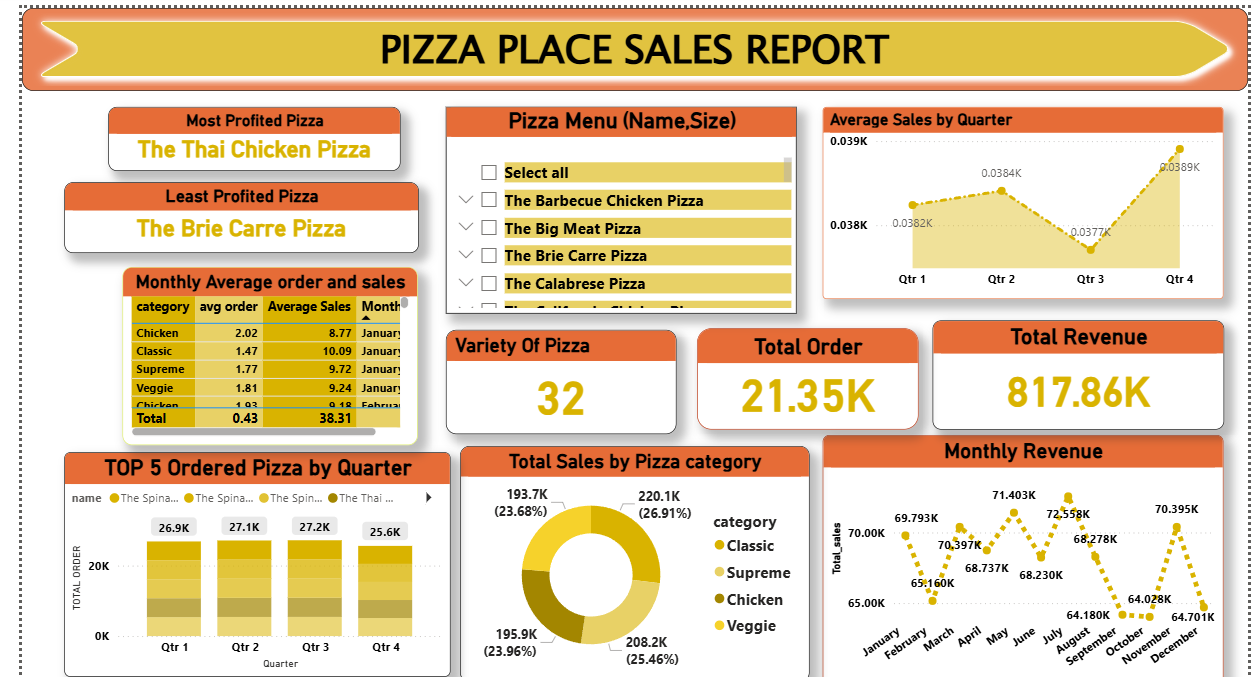 PIZZA PLACE SALES REPORT
Most Profited Pizza
The Thai Chicken Pizza
Least Profited Pizza
The Brie Carre Pizza
Monthly Average order and sales
category avg order Average Sales Month
Chicken 2.02 8.77 January
Classic 1.47 10.09 January
Supreme 1.77 9.72 January
Veggie 1.81 9.24 January
Chicken 1.93 9.18 Februa
Total 0.43 38.31
Pizza Menu (Name,Size)
Select all
The Barbecue Chicken Pizza
The Big Meat Pizza
The Brie Carre Pizza
The Calabrese Pizza
Average Sales by Quarter
0.039K
0.038K
0.0382K
0.0384K
0.0377K
0.0389K
Qtr 1 Qtr 2 Qtr 3 Qtr 4
Variety Of Pizza
32
Total Order
21.35K
Total Revenue
817.86K
TOP 5 Ordered Pizza by Quarter
name The Spina... The Spina... The Spin... The Thai ...
26.9K 27.1K 27.2K 25.6K
TOTAL ORDER
20K
0K
Qtr 1 Qtr 2 Qtr 3 Qtr 4
Quarter
Total Sales by Pizza category
193.7K
(23.68%)
220.1K
(26.91%)
195.9K
(23.96%)
208.2K
(25.46%)
category
Classic
Supreme
Chicken
Veggie
Monthly Revenue
Total_sales
70.00K
65.00K
69.793K
65.160K
70.397K
68.737K
71.403K
68.230K
72.558K
68.278K
64.180K
64.028K
70.395K
64.701K
January
February
March
April
May
June
July
August
September
October
November
December